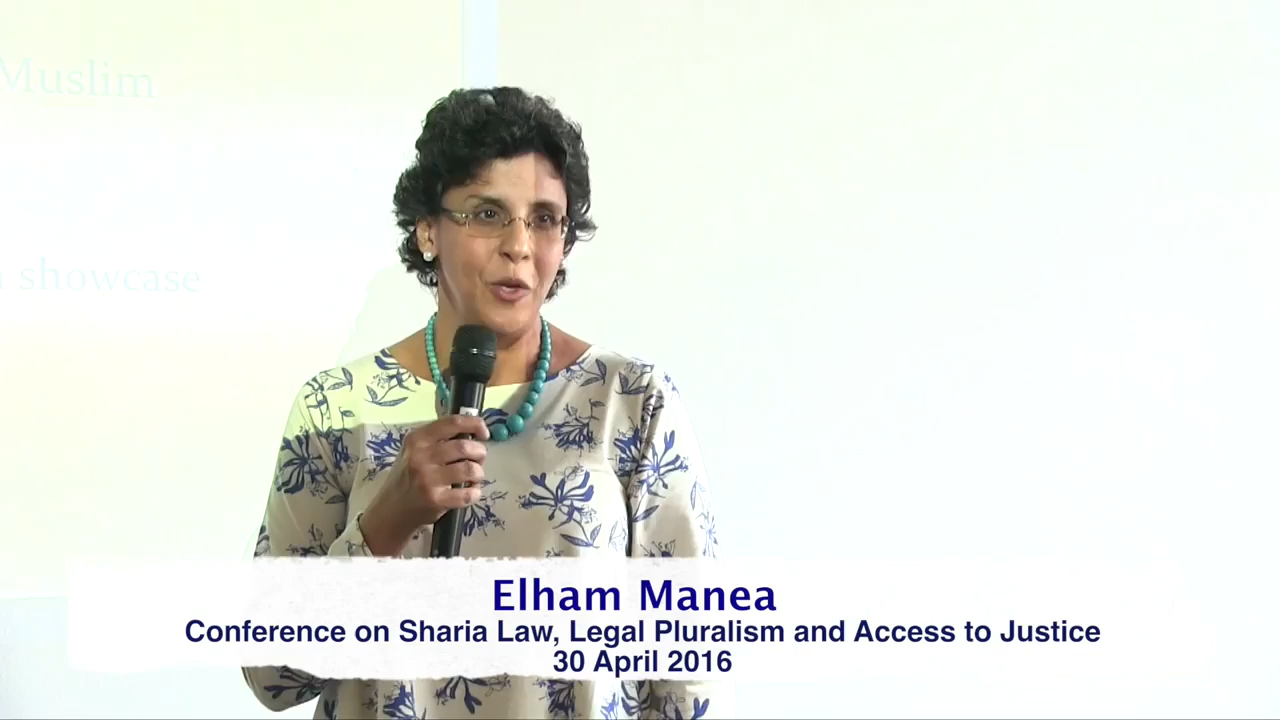 Muslim
showcase
Elham Manea
Conference on Sharia Law, Legal Pluralism and Access to Justice
30 April 2016